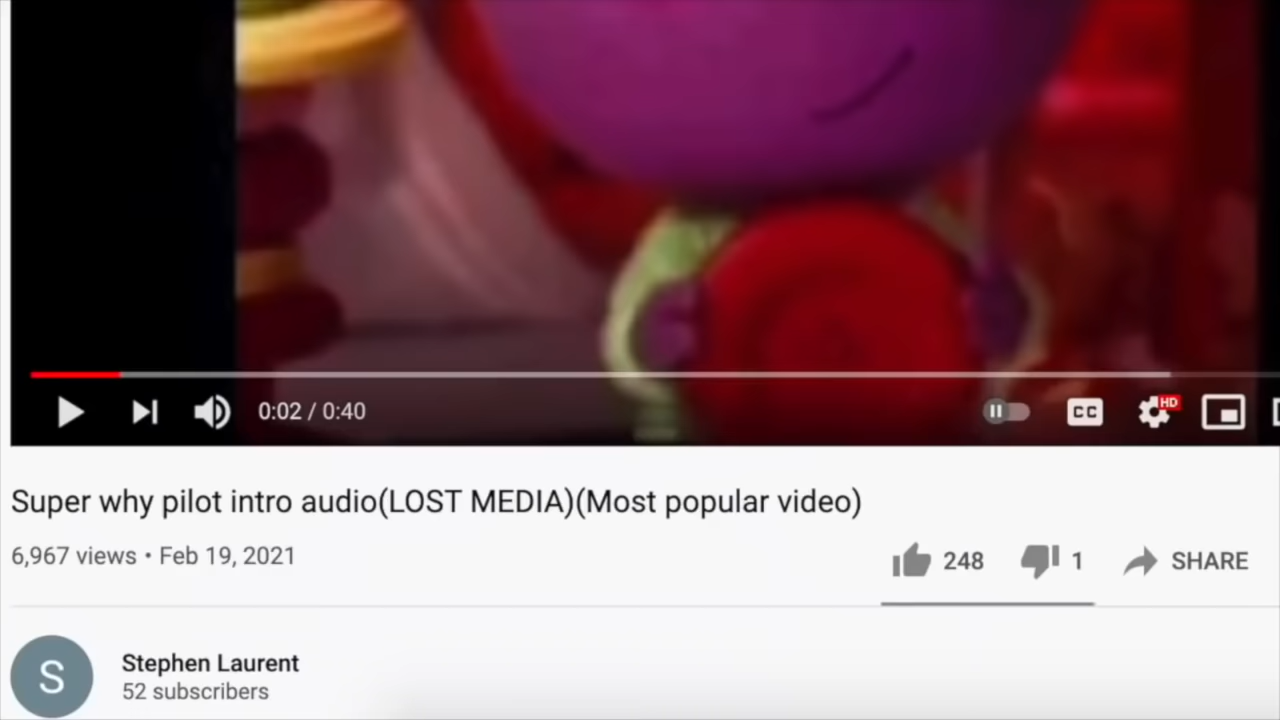 0:02 / 0:40
CC
HD
Super why pilot intro audio(LOST MEDIA)(Most popular video)
6,967 views • Feb 19, 2021
248
1
SHARE
S
Stephen Laurent
52 subscribers